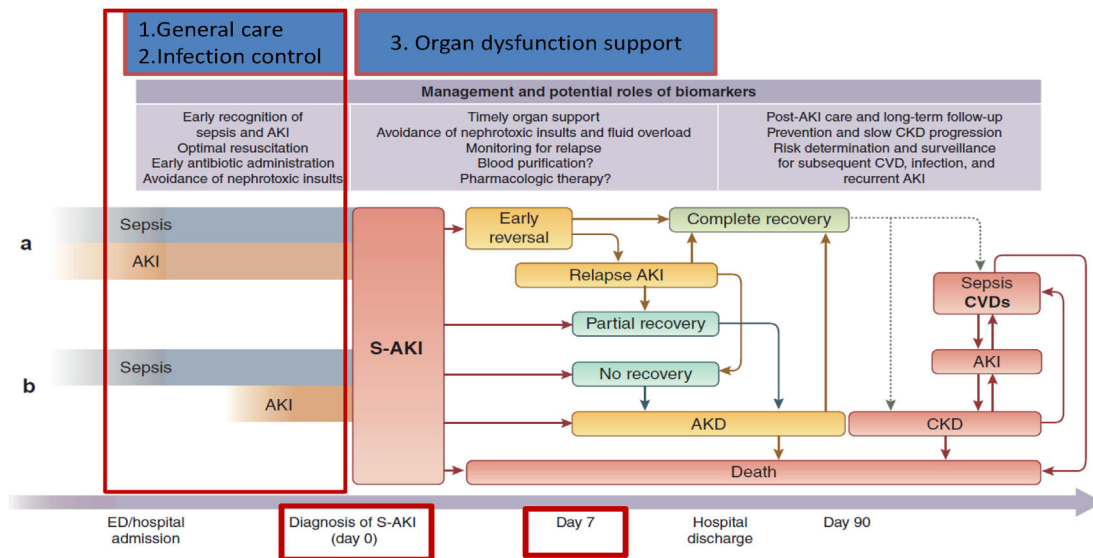 1.General care
2.Infection control
3. Organ dysfunction support
Management and potential roles of biomarkers
Early recognition of
sepsis and AKI
Optimal resuscitation
Early antibiotic administration
Avoidance of nephrotoxic insults
Timely organ support
Avoidance of nephrotoxic insults and fluid overload
Monitoring for relapse
Blood purification?
Pharmacologic therapy?
Post-AKI care and long-term follow-up
Prevention and slow CKD progression
Risk determination and surveillance
for subsequent CVD, infection, and
recurrent AKI
a
Sepsis
AKI
b
Sepsis
AKI
S-AKI
Early
reversal
Complete recovery
Relapse AKI
Partial recovery
No recovery
AKD
Sepsis
CVDs
AKI
CKD
Death
ED/hospital
admission
Diagnosis of S-AKI
(day 0)
Day 7
Hospital
discharge
Day 90